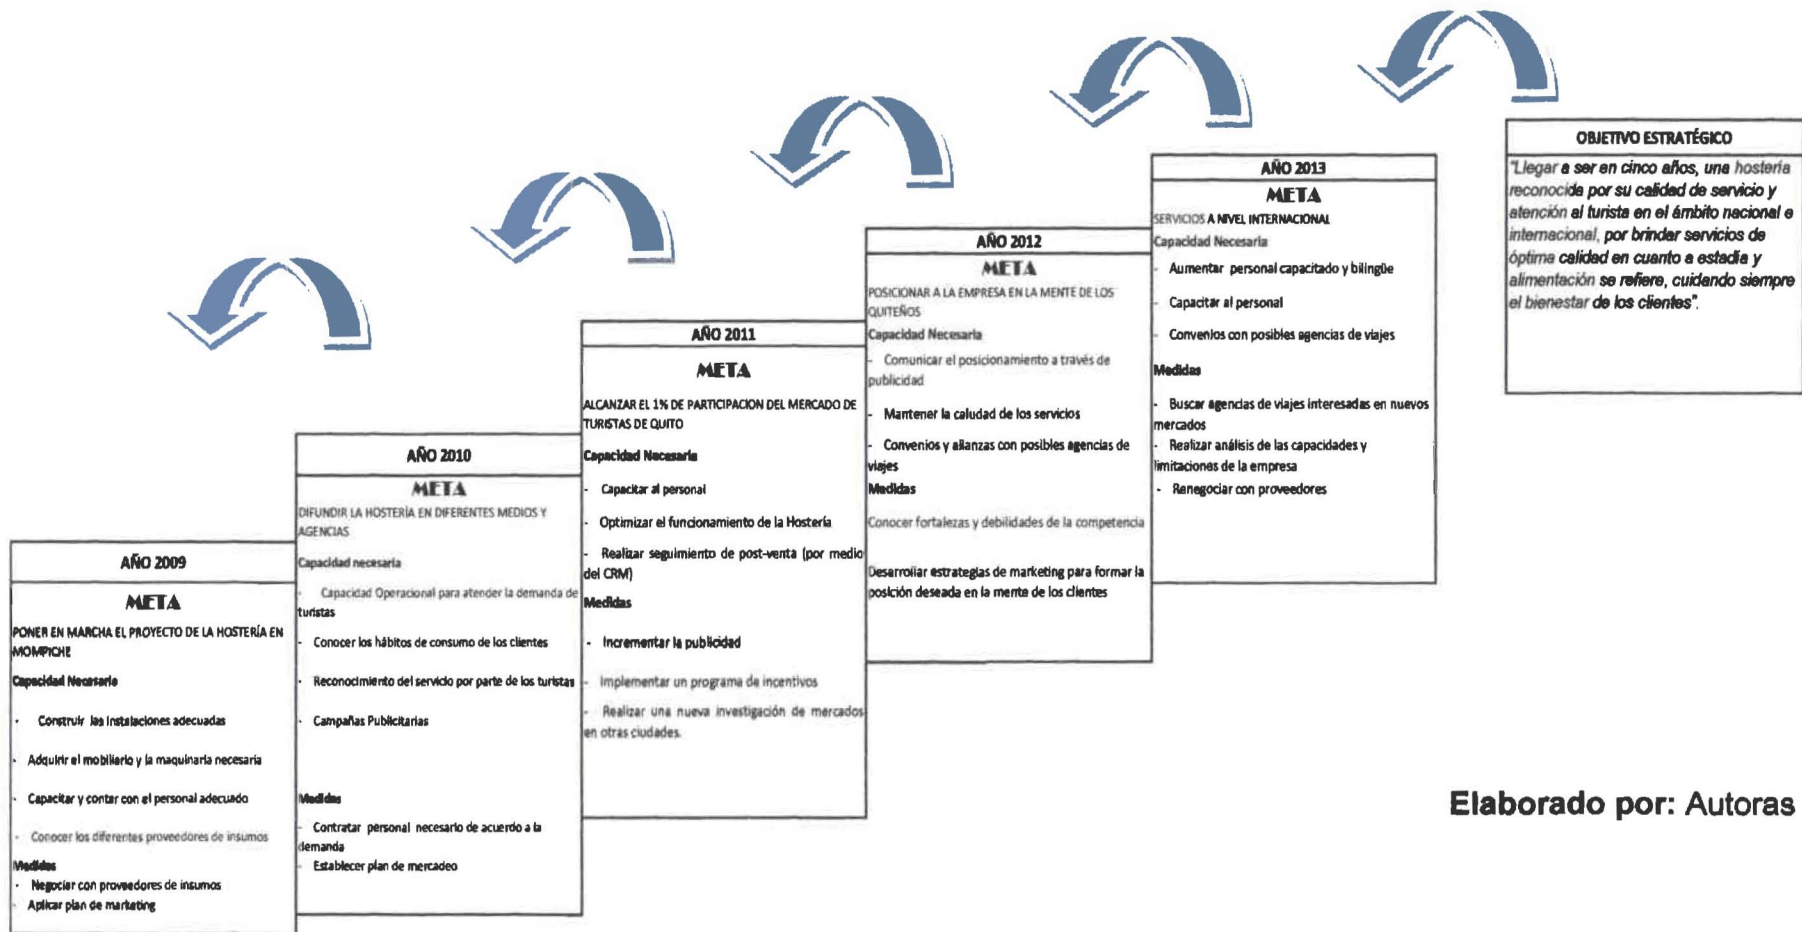 AÑO 2009
META
PONER EN MARCHA EL PROYECTO DE LA HOSTERÍA EN
MOMPICHE
Capacidad Necesaria
- Construir las instalaciones adecuadas
- Adquirir el mobiliario y la maquinaria necesaria
- Capacitar y contar con el personal adecuado
- Conocer los diferentes proveedores de insumos
Medidas
- Negociar con proveedores de insumos
- Aplicar plan de marketing
AÑO 2010
META
DIFUNDIR LA HOSTERÍA EN DIFERENTES MEDIOS Y
AGENCIAS
Capacidad necesaria
- Capacidad Operacional para atender la demanda de
turistas
- Conocer los hábitos de consumo de los clientes
- Reconocimiento del servicio por parte de los turistas
- Campañas Publicitarias
Medidas
- Contratar personal necesario de acuerdo a la
demanda
- Establecer plan de mercadeo
AÑO 2011
META
ALCANZAR EL 1% DE PARTICIPACION DEL MERCADO DE
TURISTAS DE QUITO
Capacidad Necesaria
- Capacitar al personal
- Optimizar el funcionamiento de la Hostería
- Realizar seguimiento de post-venta (por medio
del CRM)
Medidas
- Incrementar la publicidad
- Implementar un programa de incentivos
- Realizar una nueva investigación de mercados
en otras ciudades.
AÑO 2012
META
POSICIONAR A LA EMPRESA EN LA MENTE DE LOS
QUITEÑOS
Capacidad Necesaria
- Comunicar el posicionamiento a través de
publicidad
- Mantener la caludad de los servicios
- Convenios y alianzas con posibles agencias de
viajes
Medidas
Conocer fortalezas y debilidades de la competencia
Desarrollar estrategias de marketing para formar la
posición deseada en la mente de los clientes
AÑO 2013
META
SERVICIOS A NIVEL INTERNACIONAL
Capacidad Necesaria
- Aumentar personal capacitado y bilingüe
- Capacitar al personal
- Convenios con posibles agencias de viajes
Medidas
- Buscar agencias de viajes interesadas en nuevos
mercados
- Realizar análisis de las capacidades y
limitaciones de la empresa
- Renegociar con proveedores
OBJETIVO ESTRATÉGICO
"Llegar a ser en cinco años, una hostería
reconocida por su calidad de servicio y
atención al turista en el ámbito nacional e
internacional, por brindar servicios de
óptima calidad en cuanto a estadía y
alimentación se refiere, cuidando siempre
el bienestar de los clientes".
Elaborado por: Autoras